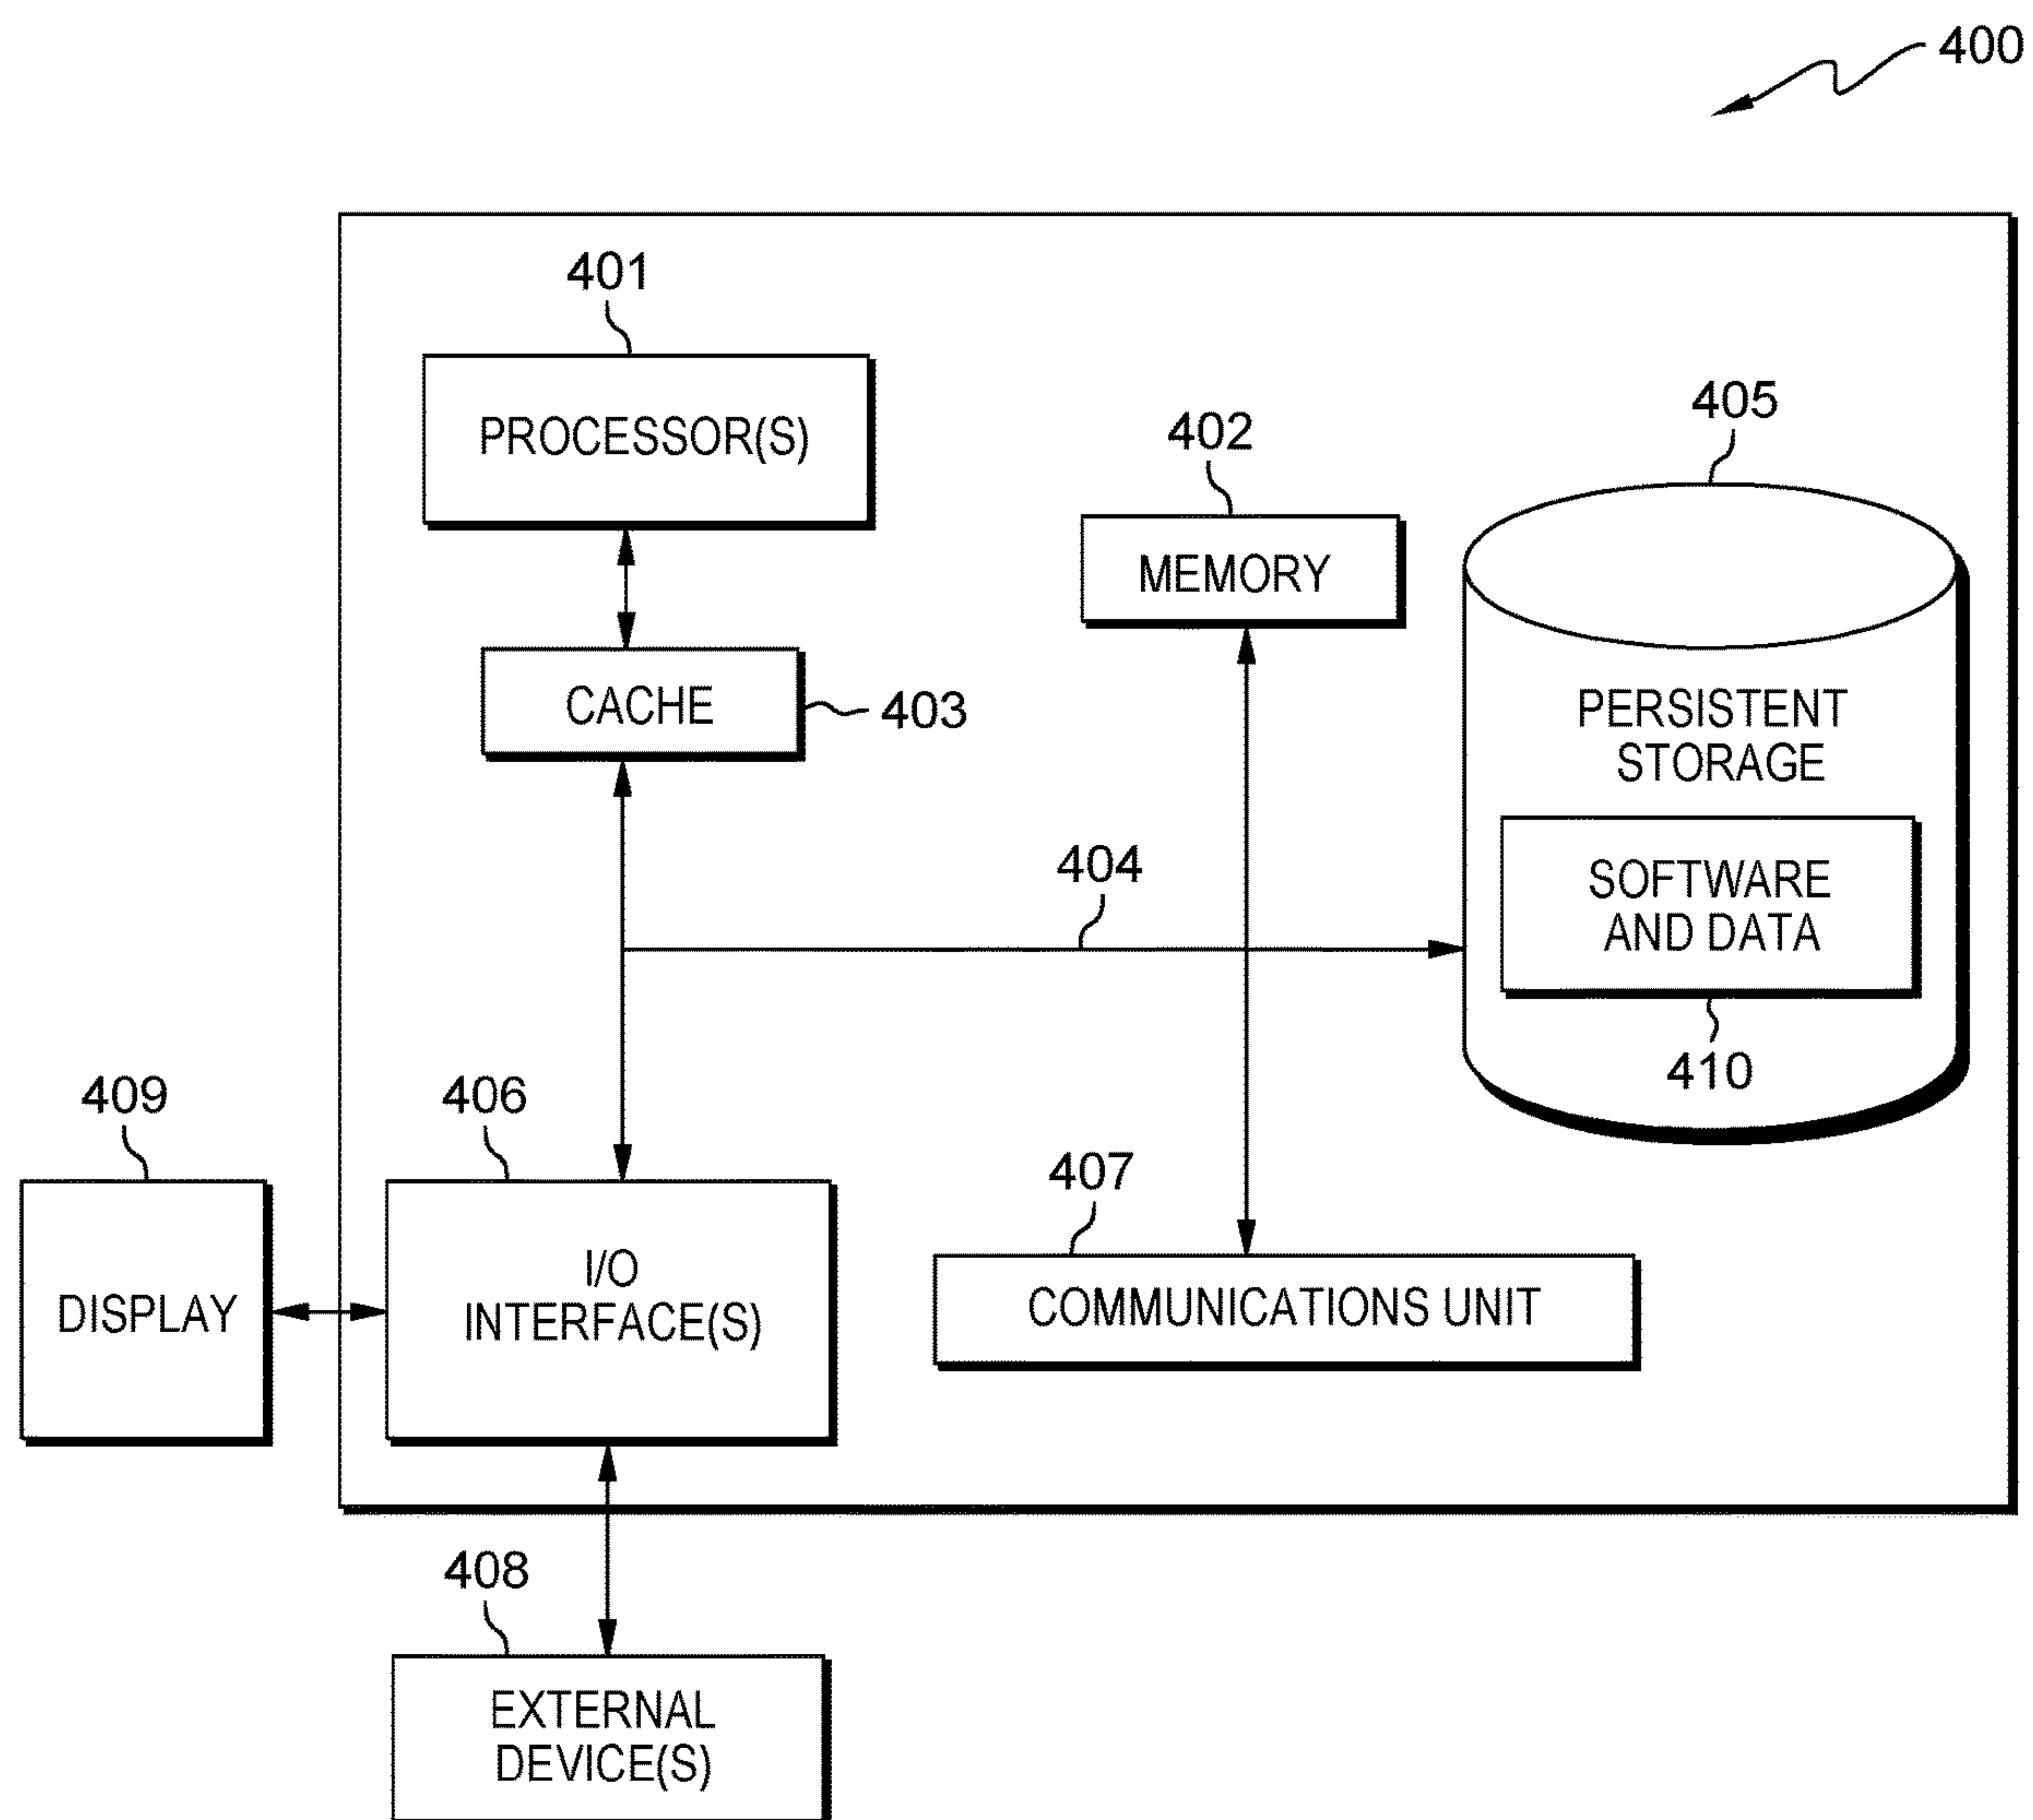 400
401
PROCESSOR(S)
402
MEMORY
405
CACHE
403
PERSISTENT
STORAGE
404
SOFTWARE
AND DATA
410
409
DISPLAY
406
I/O
INTERFACE(S)
407
COMMUNICATIONS UNIT
408
EXTERNAL
DEVICE(S)